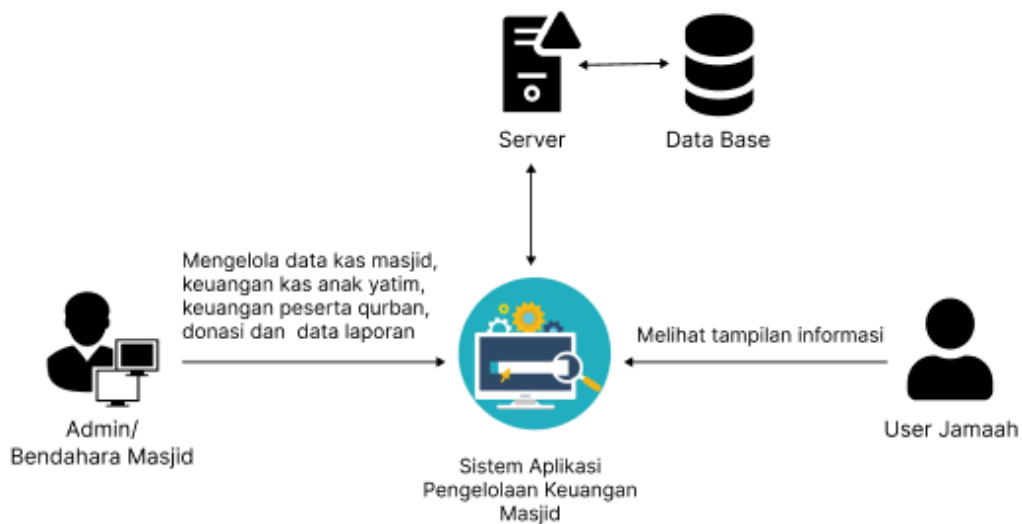 Server
Data Base
Mengelola data kas masjid,
keuangan kas anak yatim,
keuangan peserta qurban,
donasi dan data laporan
Melihat tampilan informasi
Admin/
Bendahara Masjid
User Jamaah
Sistem Aplikasi
Pengelolaan Keuangan
Masjid